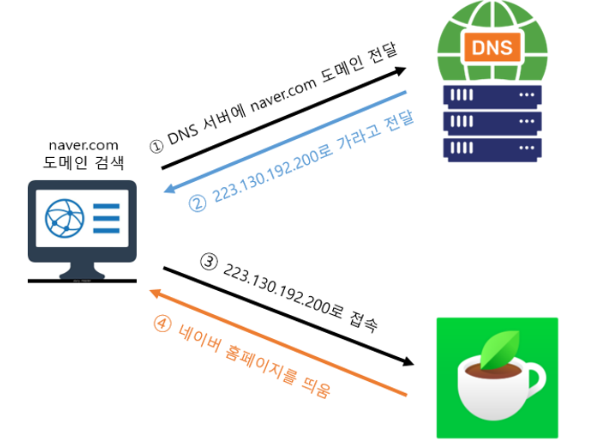 DNS
① DNS 서버에 naver.com 도메인 전달
② 223.130.192.200로 가라고 전달
naver.com
도메인 검색
③ 223.130.192.200로 접속
④ 네이버 홈페이지를 띄움